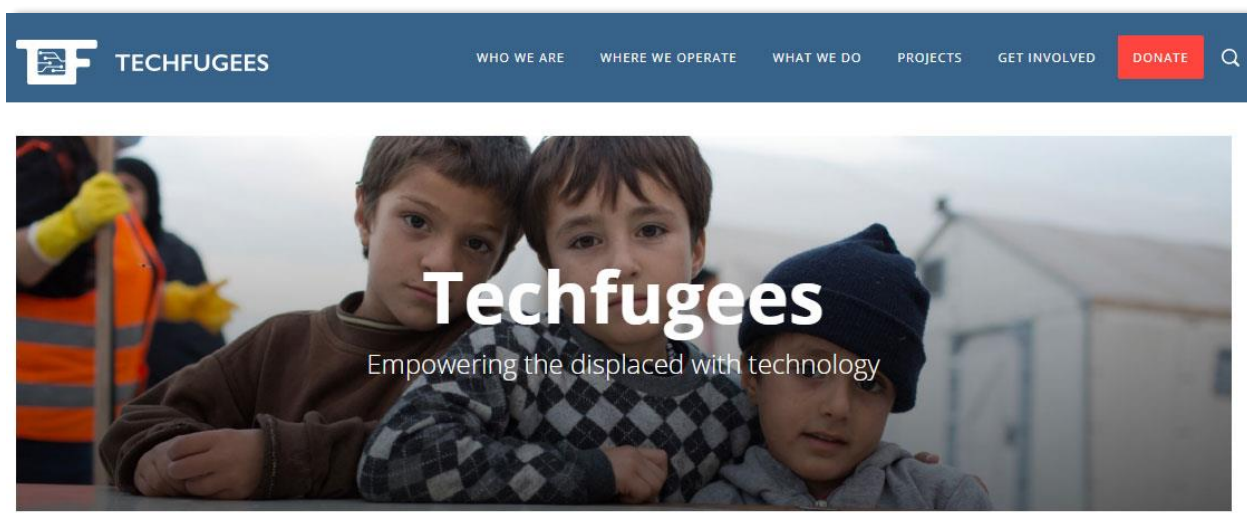 TF TECHFUGEES
WHO WE ARE
WHERE WE OPERATE
WHAT WE DO
PROJECTS
GET INVOLVED
DONATE
Techfugees
Empowering the displaced with technology